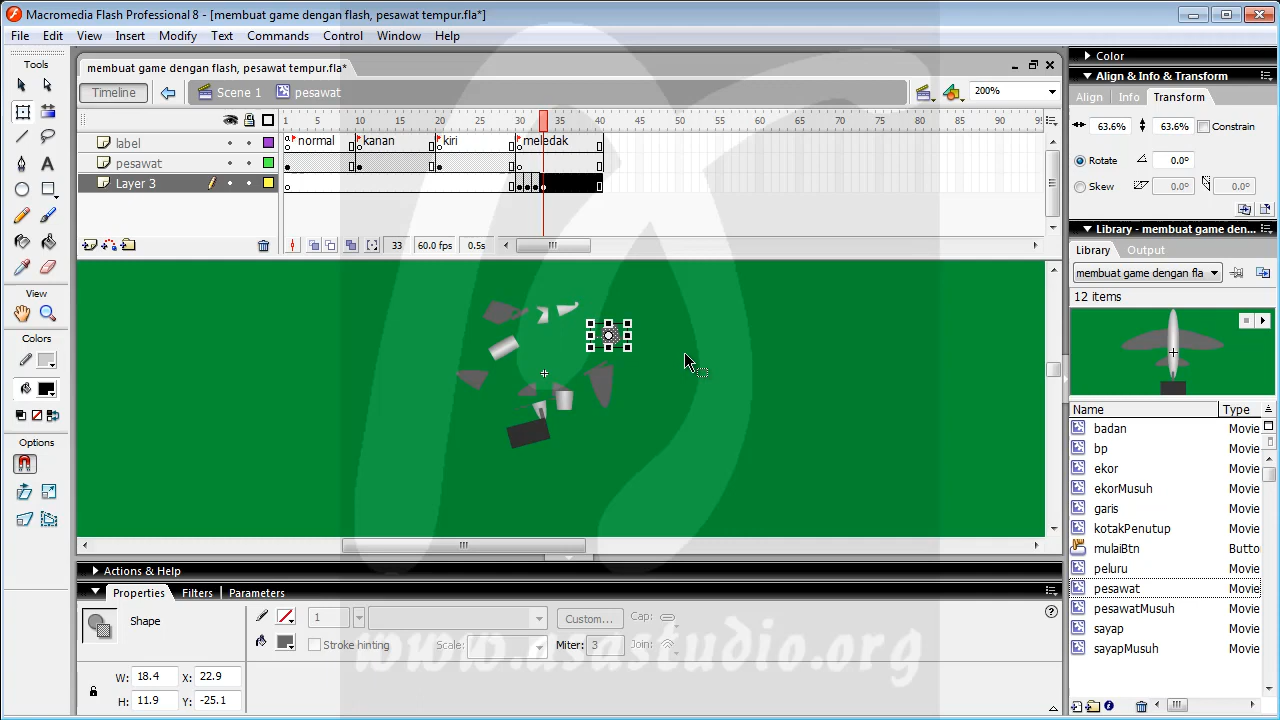 Macromedia Flash Professional 8 - [membuat game dengan flash, pesawat tempur.fla*]
File Edit View Insert Modify Text Commands Control Window Help
Tools
View
Colors
Options
membuat game dengan flash, pesawat tempur.fla*
Timeline Scene 1 pesawat 200%
1 5 10 15 20 25 30 35 40 45 50 55 60 65 70 75 80 85 90 95
label normal kanan kiri meledak
pesawat
Layer 3
33 60.0 fps 0.5s
Actions & Help
Properties Filters Parameters
Shape 1 Custom... Cap:
Stroke hinting Scale: Miter: 3 Join:
W: 18.4 X: 22.9
H: 11.9 Y: -25.1
www.asastudio.org
Color
Align & Info & Transform
Align Info Transform
63.6% 63.6% Constrain
Rotate 0.0°
Skew 0.0° 0.0°
Library - membuat game den...
Library Output
membuat game dengan fla
12 items
Name Type
badan Movie
bp Movie
ekor Movie
ekorMusuh Movie
garis Movie
kotakPenutup Movie
mulaiBtn Butto
peluru Movie
pesawat Movie
pesawatMusuh Movie
sayap Movie
sayapMusuh Movie